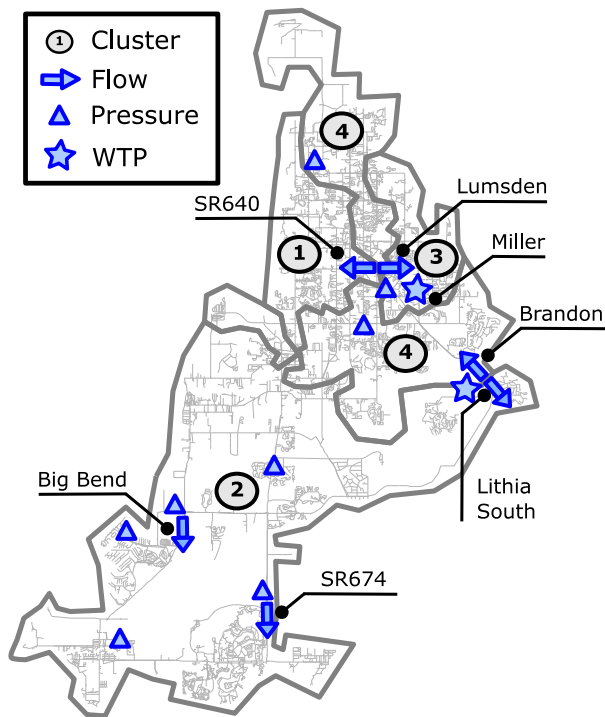 1 Cluster
Flow
Pressure
WTP
4
Lumsden
SR640
1
3
Miller
Brandon
4
Big Bend
2
Lithia
South
SR674